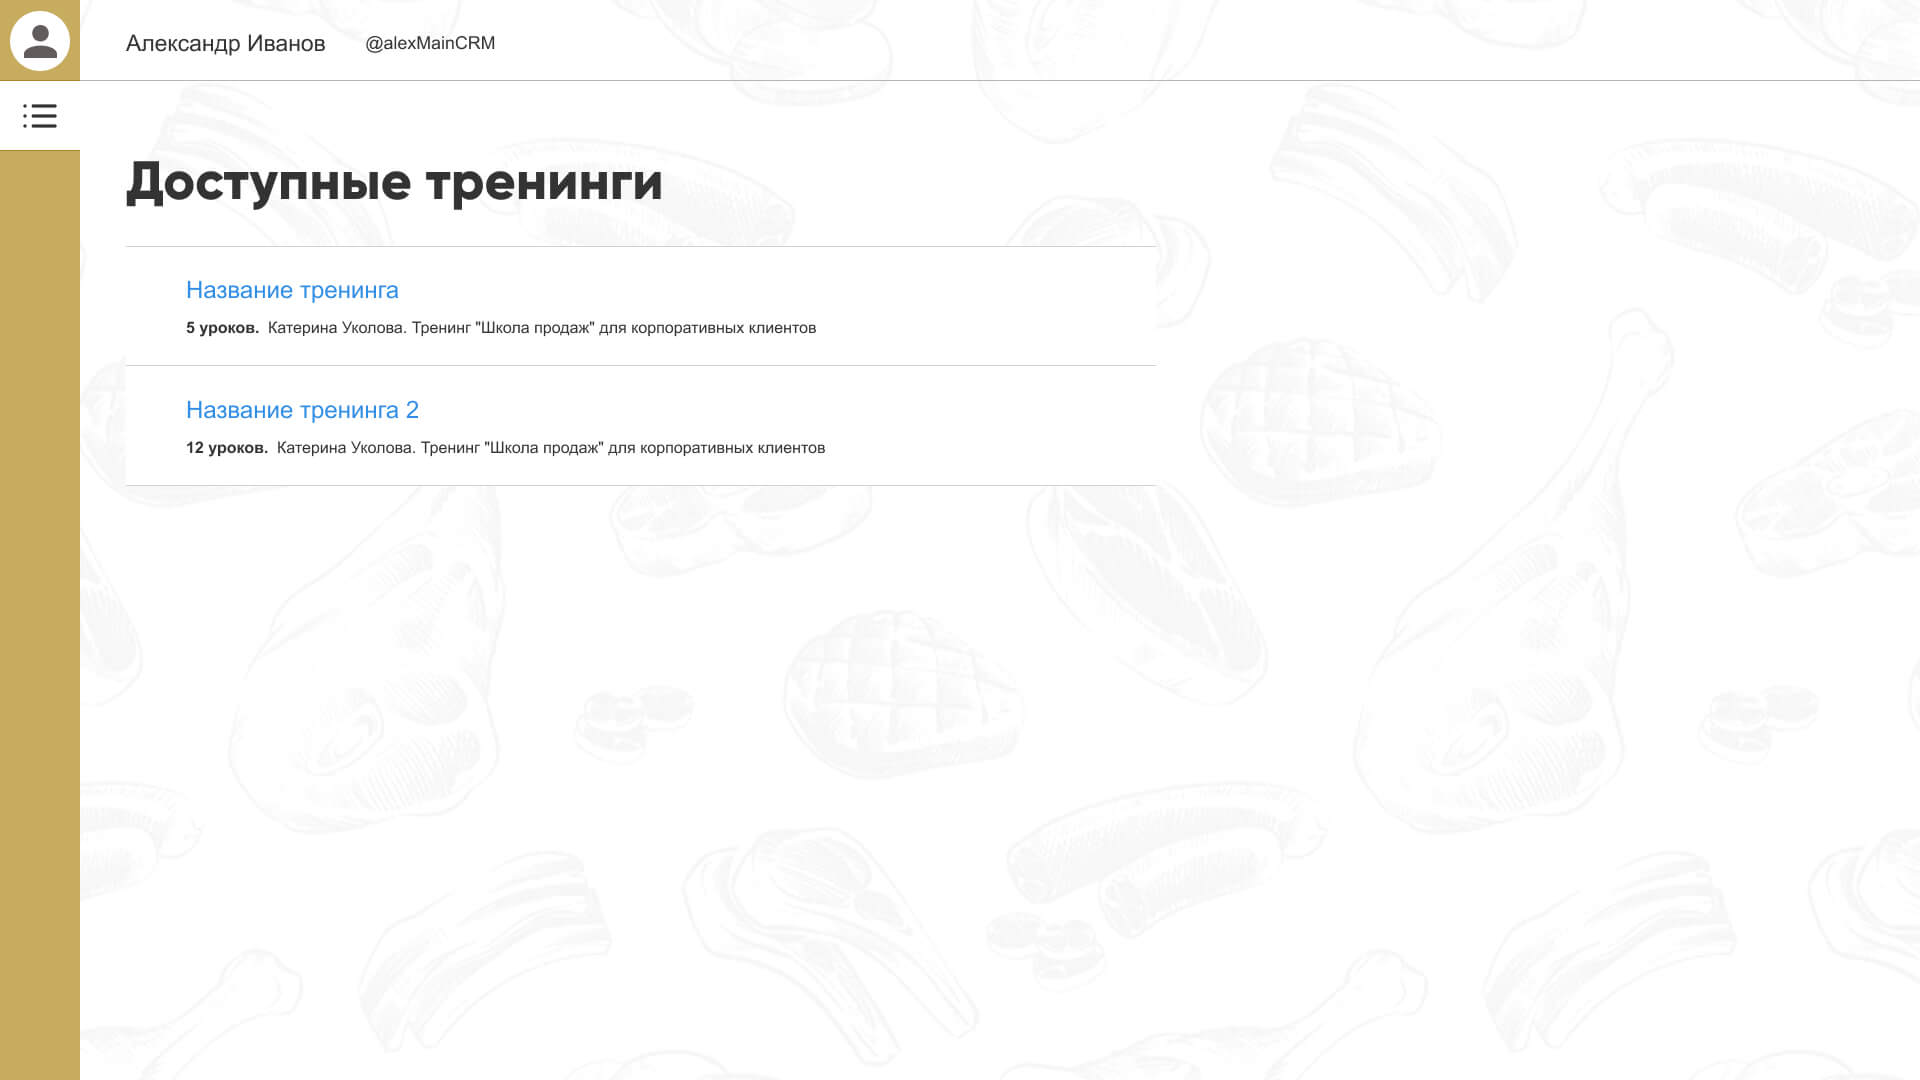 Александр Иванов @alexMainCRM
Доступные тренинги
Название тренинга
5 уроков. Катерина Уколова. Тренинг "Школа продаж" для корпоративных клиентов
Название тренинга 2
12 уроков. Катерина Уколова. Тренинг "Школа продаж" для корпоративных клиентов